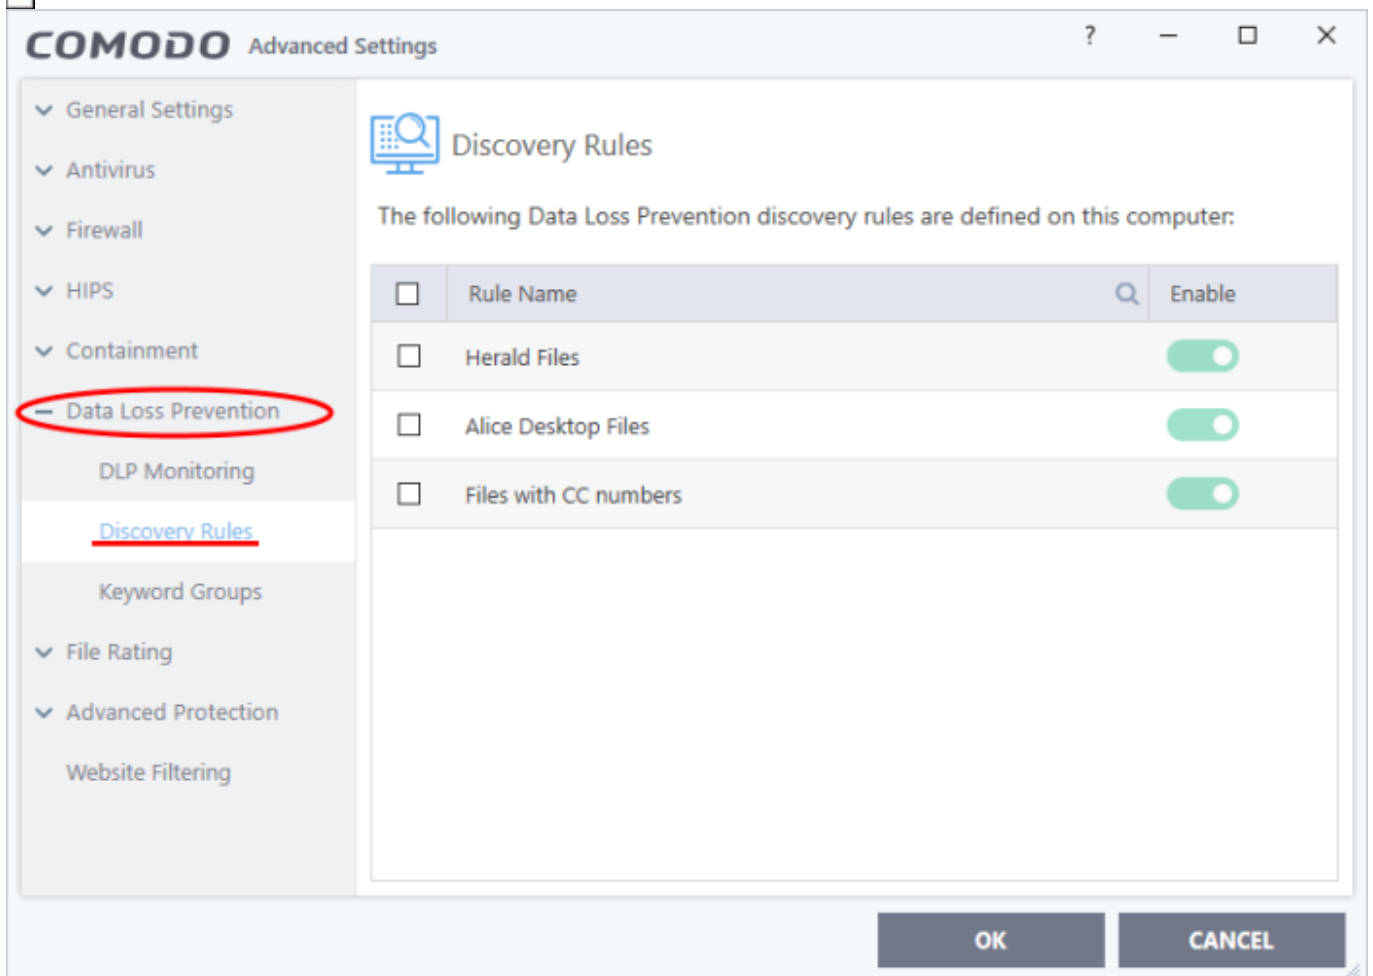 COMODO Advanced Settings ?
General Settings
Antivirus
Firewall
HIPS
Containment
Data Loss Prevention
DLP Monitoring
Discovery Rules
Keyword Groups
File Rating
Advanced Protection
Website Filtering
Discovery Rules
The following Data Loss Prevention discovery rules are defined on this computer:
Rule Name Enable
Herald Files
Alice Desktop Files
Files with CC numbers
OK CANCEL